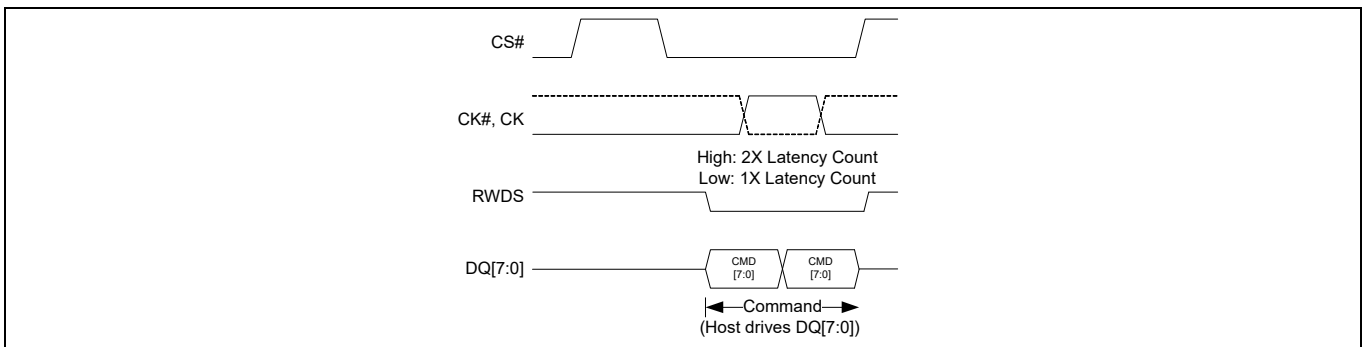 CS#
CK#, CK
High: 2X Latency Count
Low: 1X Latency Count
RWDS
DQ[7:0]
CMD
[7:0]
CMD
[7:0]
Command
(Host drives DQ[7:0])